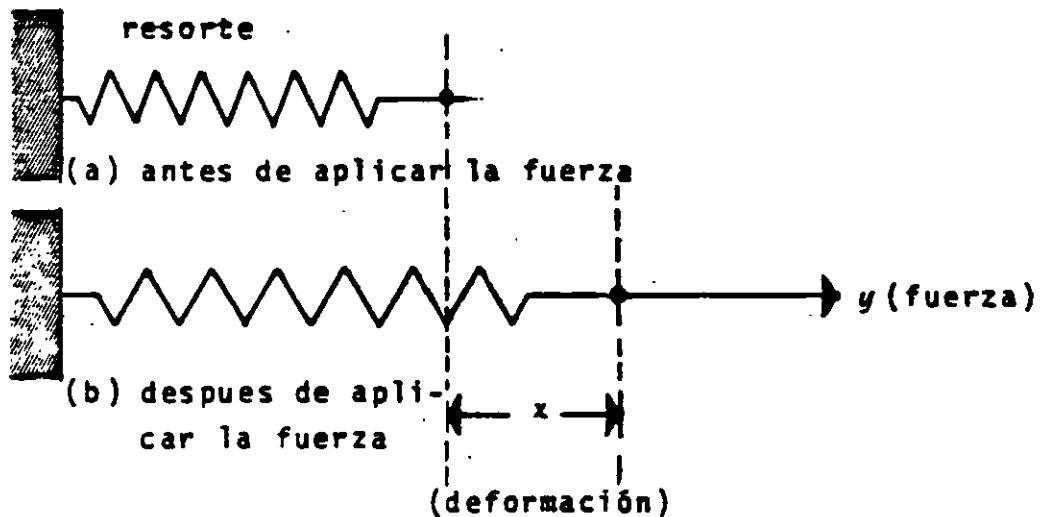 resorte
(a) antes de aplicar la fuerza
y (fuerza)
(b) despues de apli-
car la fuerza
x
(deformación)